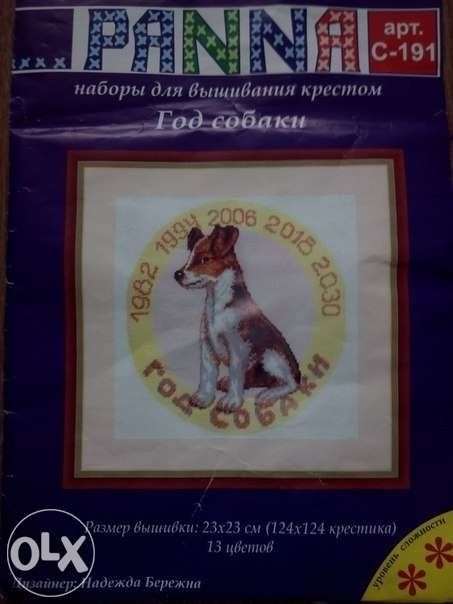 ...PANNA
арт.
С-191
наборы для вышивания крестом
Год собаки
1982 1994 2006 2018 2030
ГОД СОБАКИ
Размер вышивки: 23x23 см (124x124 крестика)
13 цветов
уровень сложности
OLX
Дизайнер: Надежда Бережна